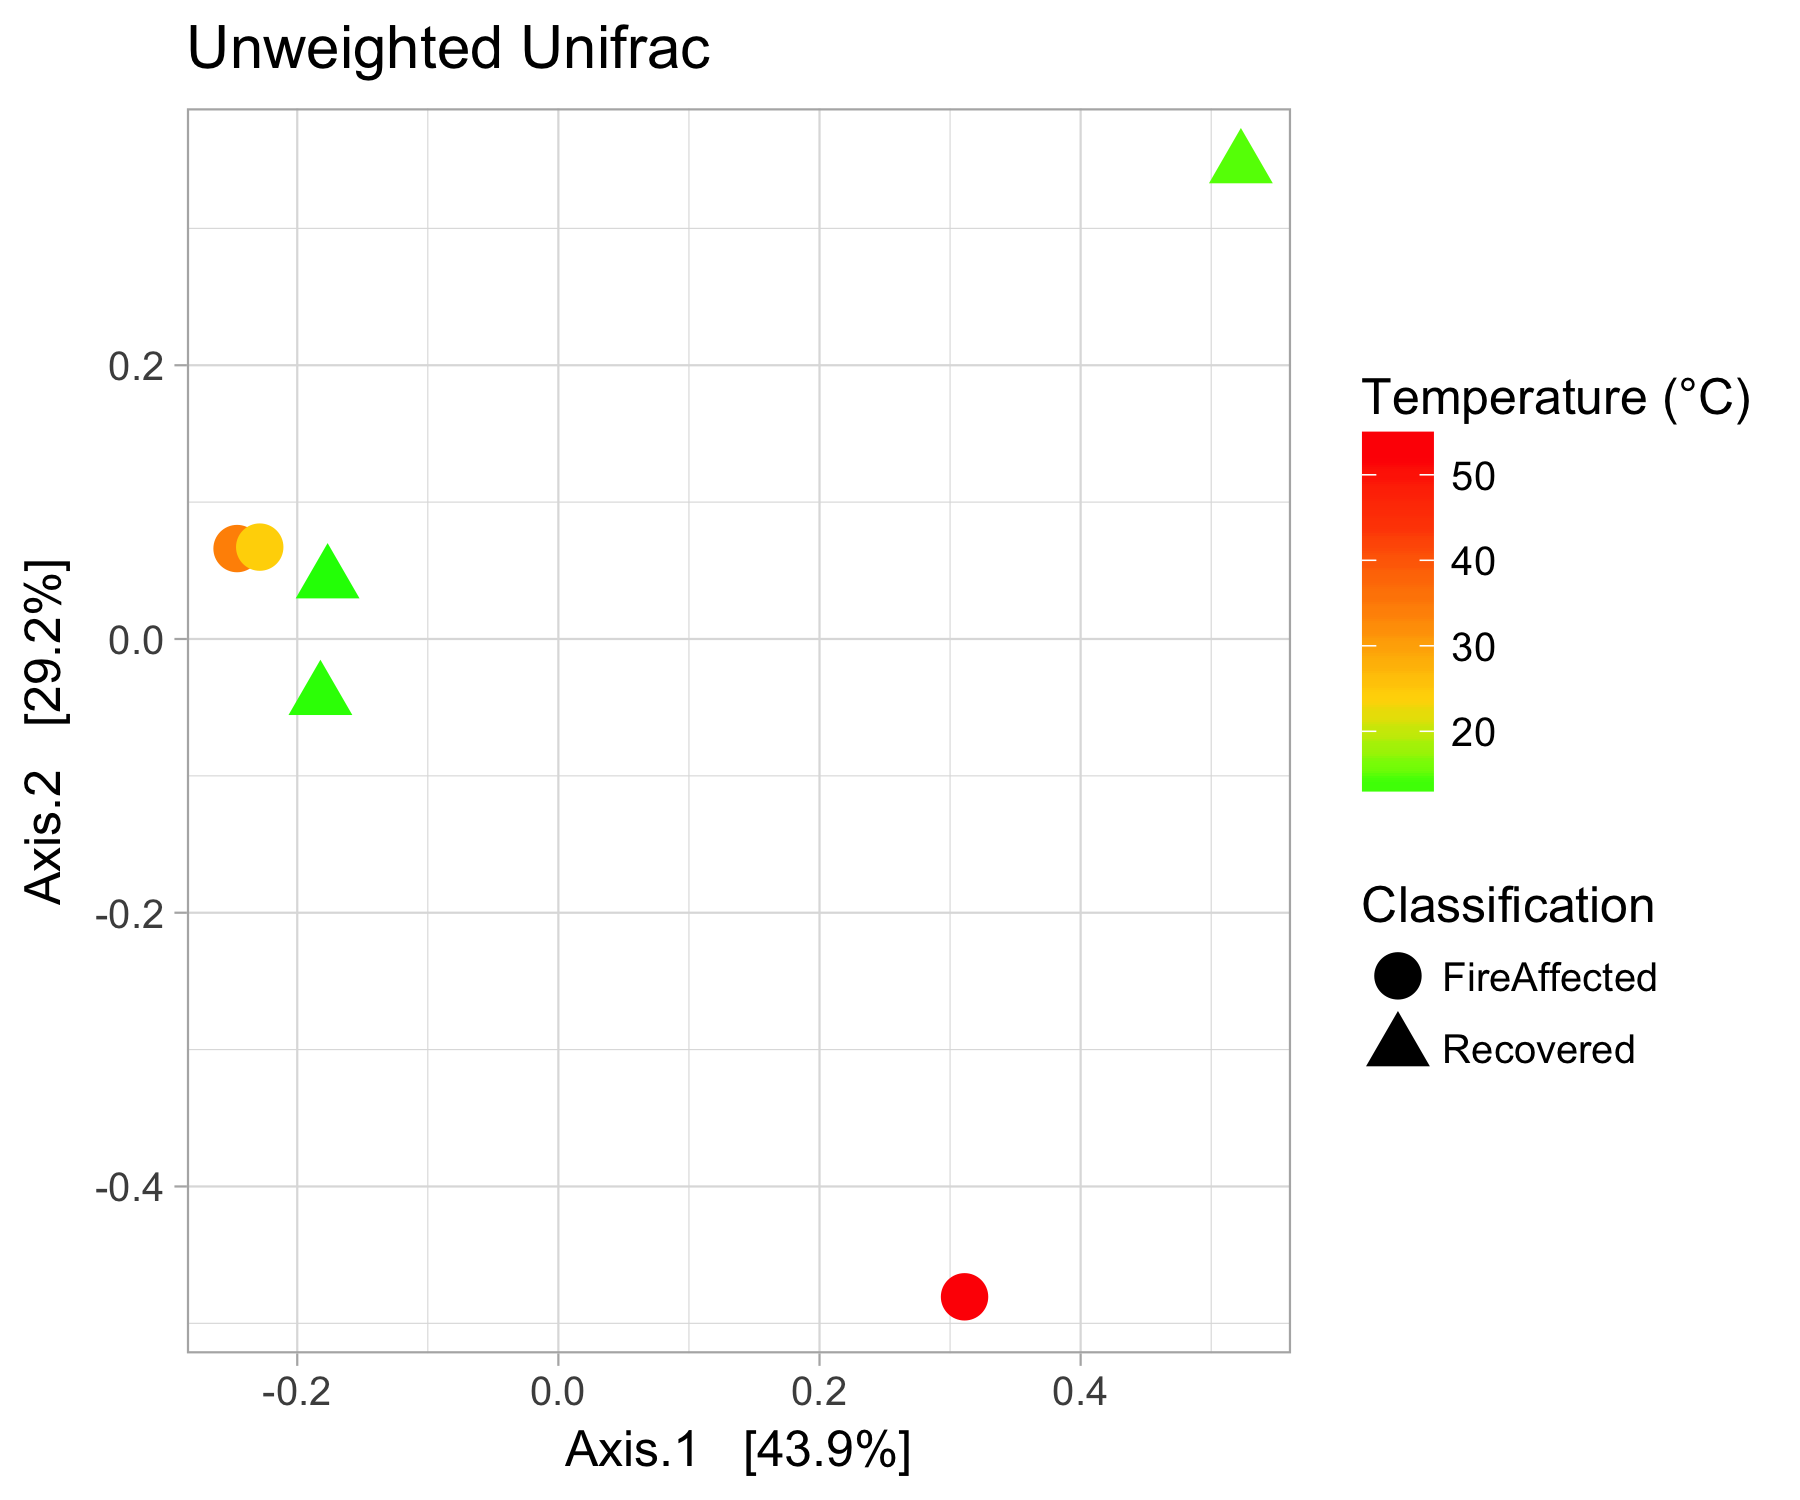 Unweighted Unifrac
0.2
0.0
-0.2
-0.4
Axis.2 [29.2%]
-0.2 0.0 0.2 0.4
Axis.1 [43.9%]
Temperature (°C)
50
40
30
20
Classification
FireAffected
Recovered